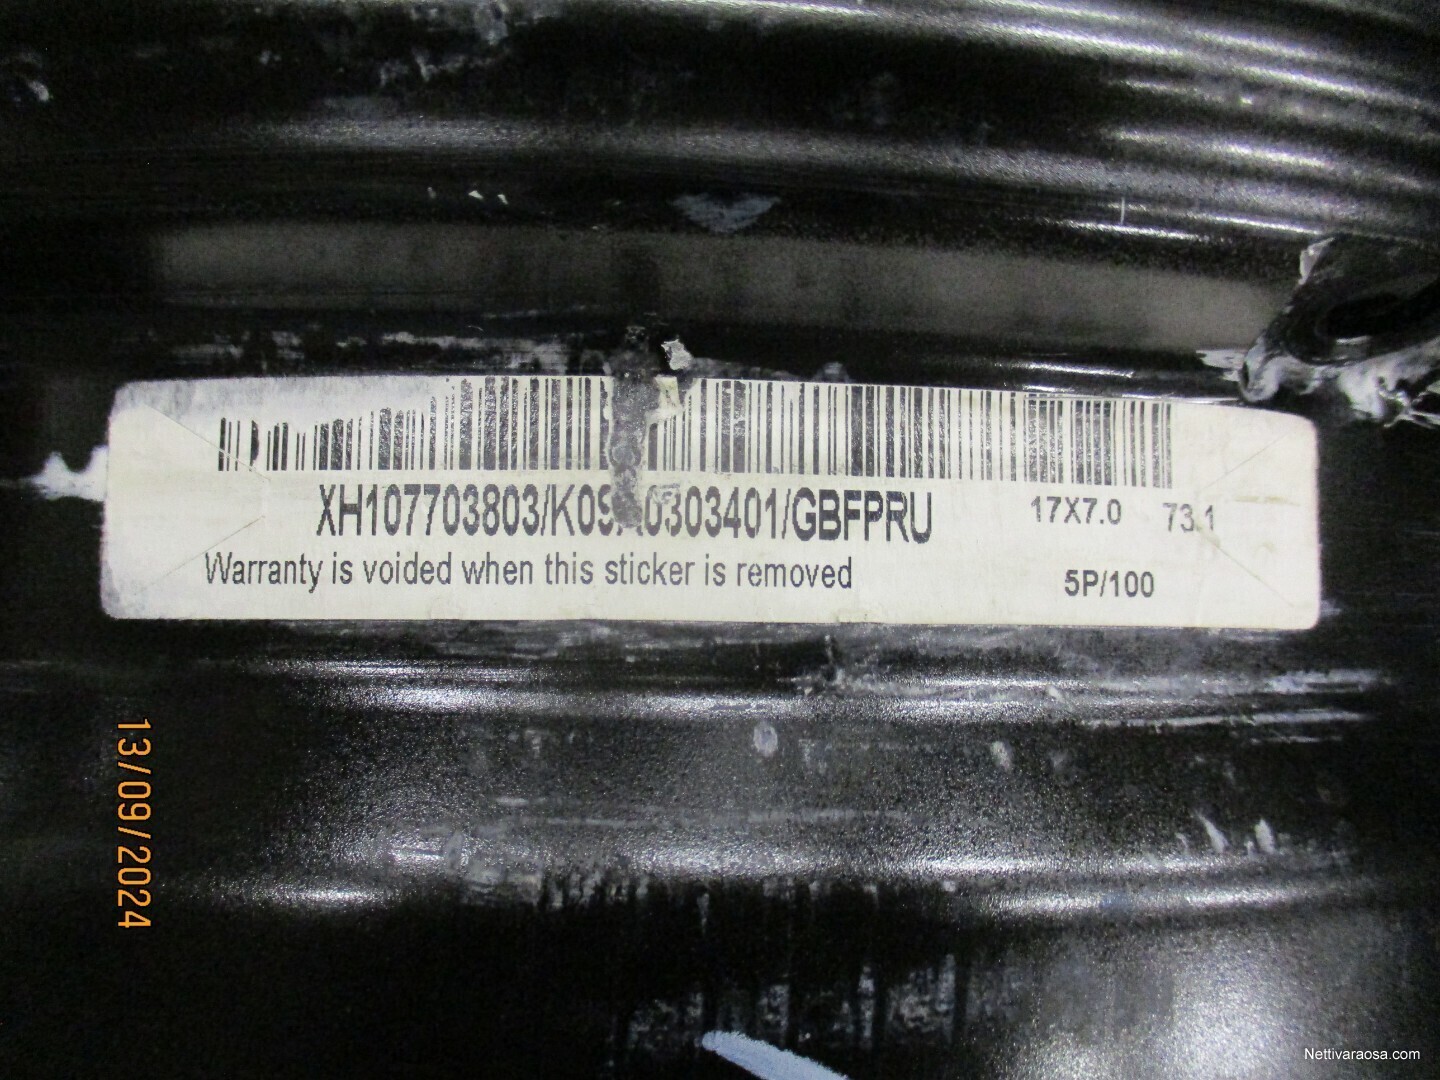 XH107703803/ /GBFPRU 17X7.0 73.1
Warranty is voided when this sticker is removed 5P/100
13/09/2024
Nettivaraosa.com